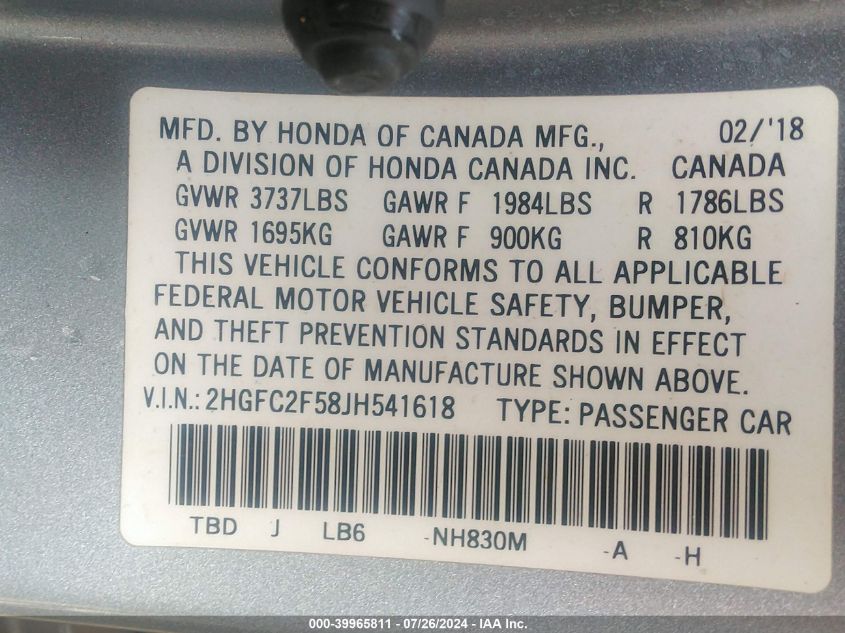 MFD. BY HONDA OF CANADA MFG., 02/'18
A DIVISION OF HONDA CANADA INC. CANADA
GVWR 3737LBS GAWR F 1984LBS R 1786LBS
GVWR 1695KG GAWR F 900KG R 810KG
THIS VEHICLE CONFORMS TO ALL APPLICABLE
FEDERAL MOTOR VEHICLE SAFETY, BUMPER,
AND THEFT PREVENTION STANDARDS IN EFFECT
ON THE DATE OF MANUFACTURE SHOWN ABOVE.
V.I.N.: 2HGFC2F58JH541618 TYPE: PASSENGER CAR
TBD J LB6 -NH830M -A -H
000-39965811 - 07/26/2024 - IAA Inc.